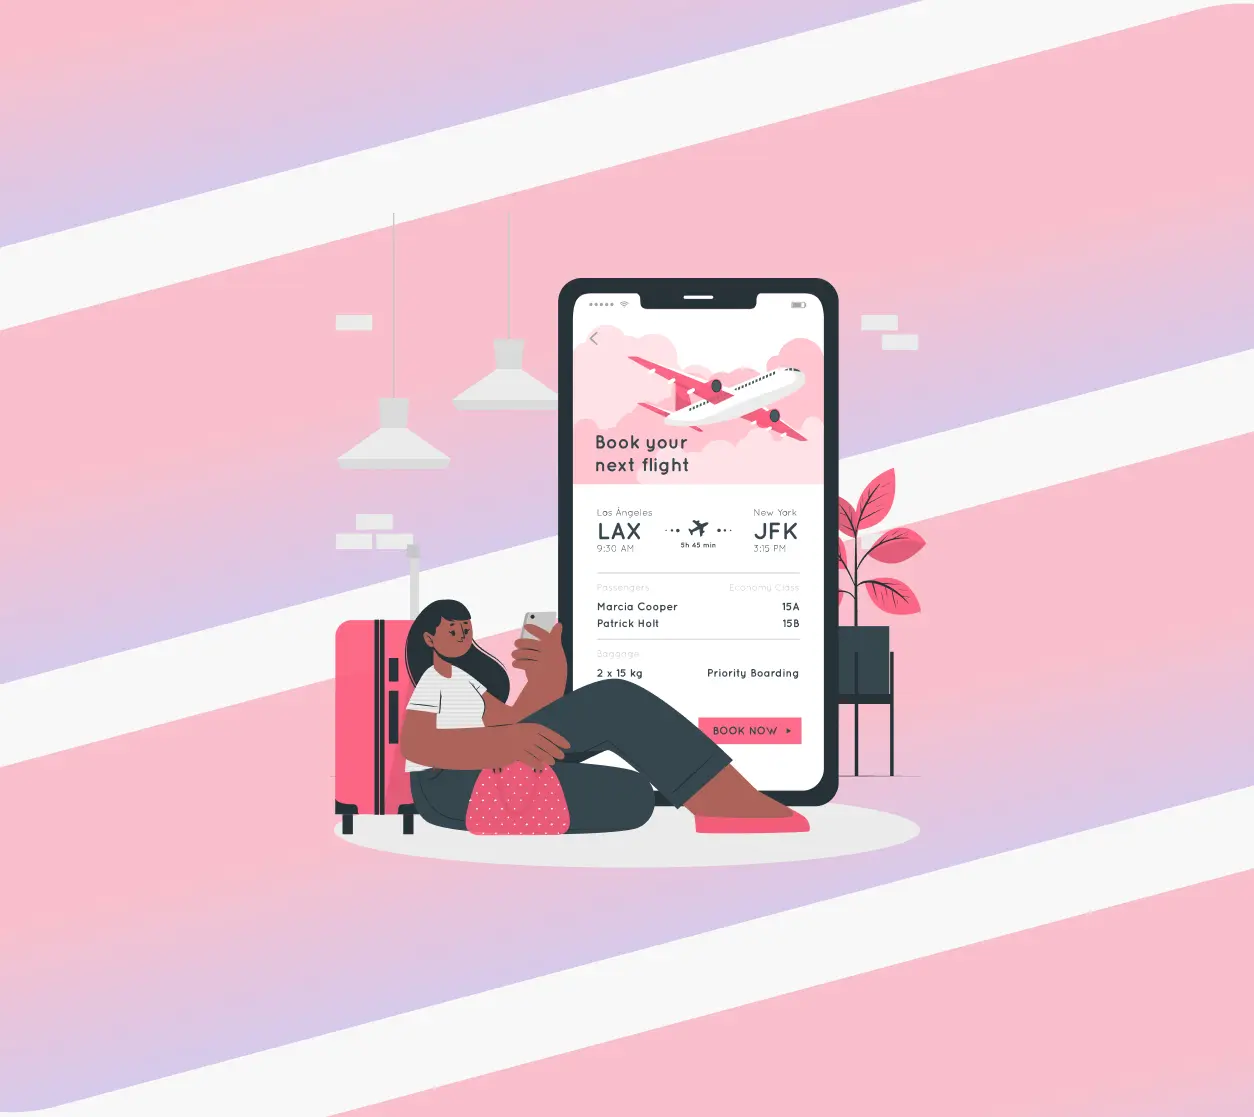 Book your
next flight
Los Angeles
New York
LAX
JFK
9:30 AM
5h 45 min
3:15 PM
Passengers
Economy Class
Marcia Cooper
15A
Patrick Holt
15B
Baggage
2 x 15 kg
Priority Boarding
BOOK NOW